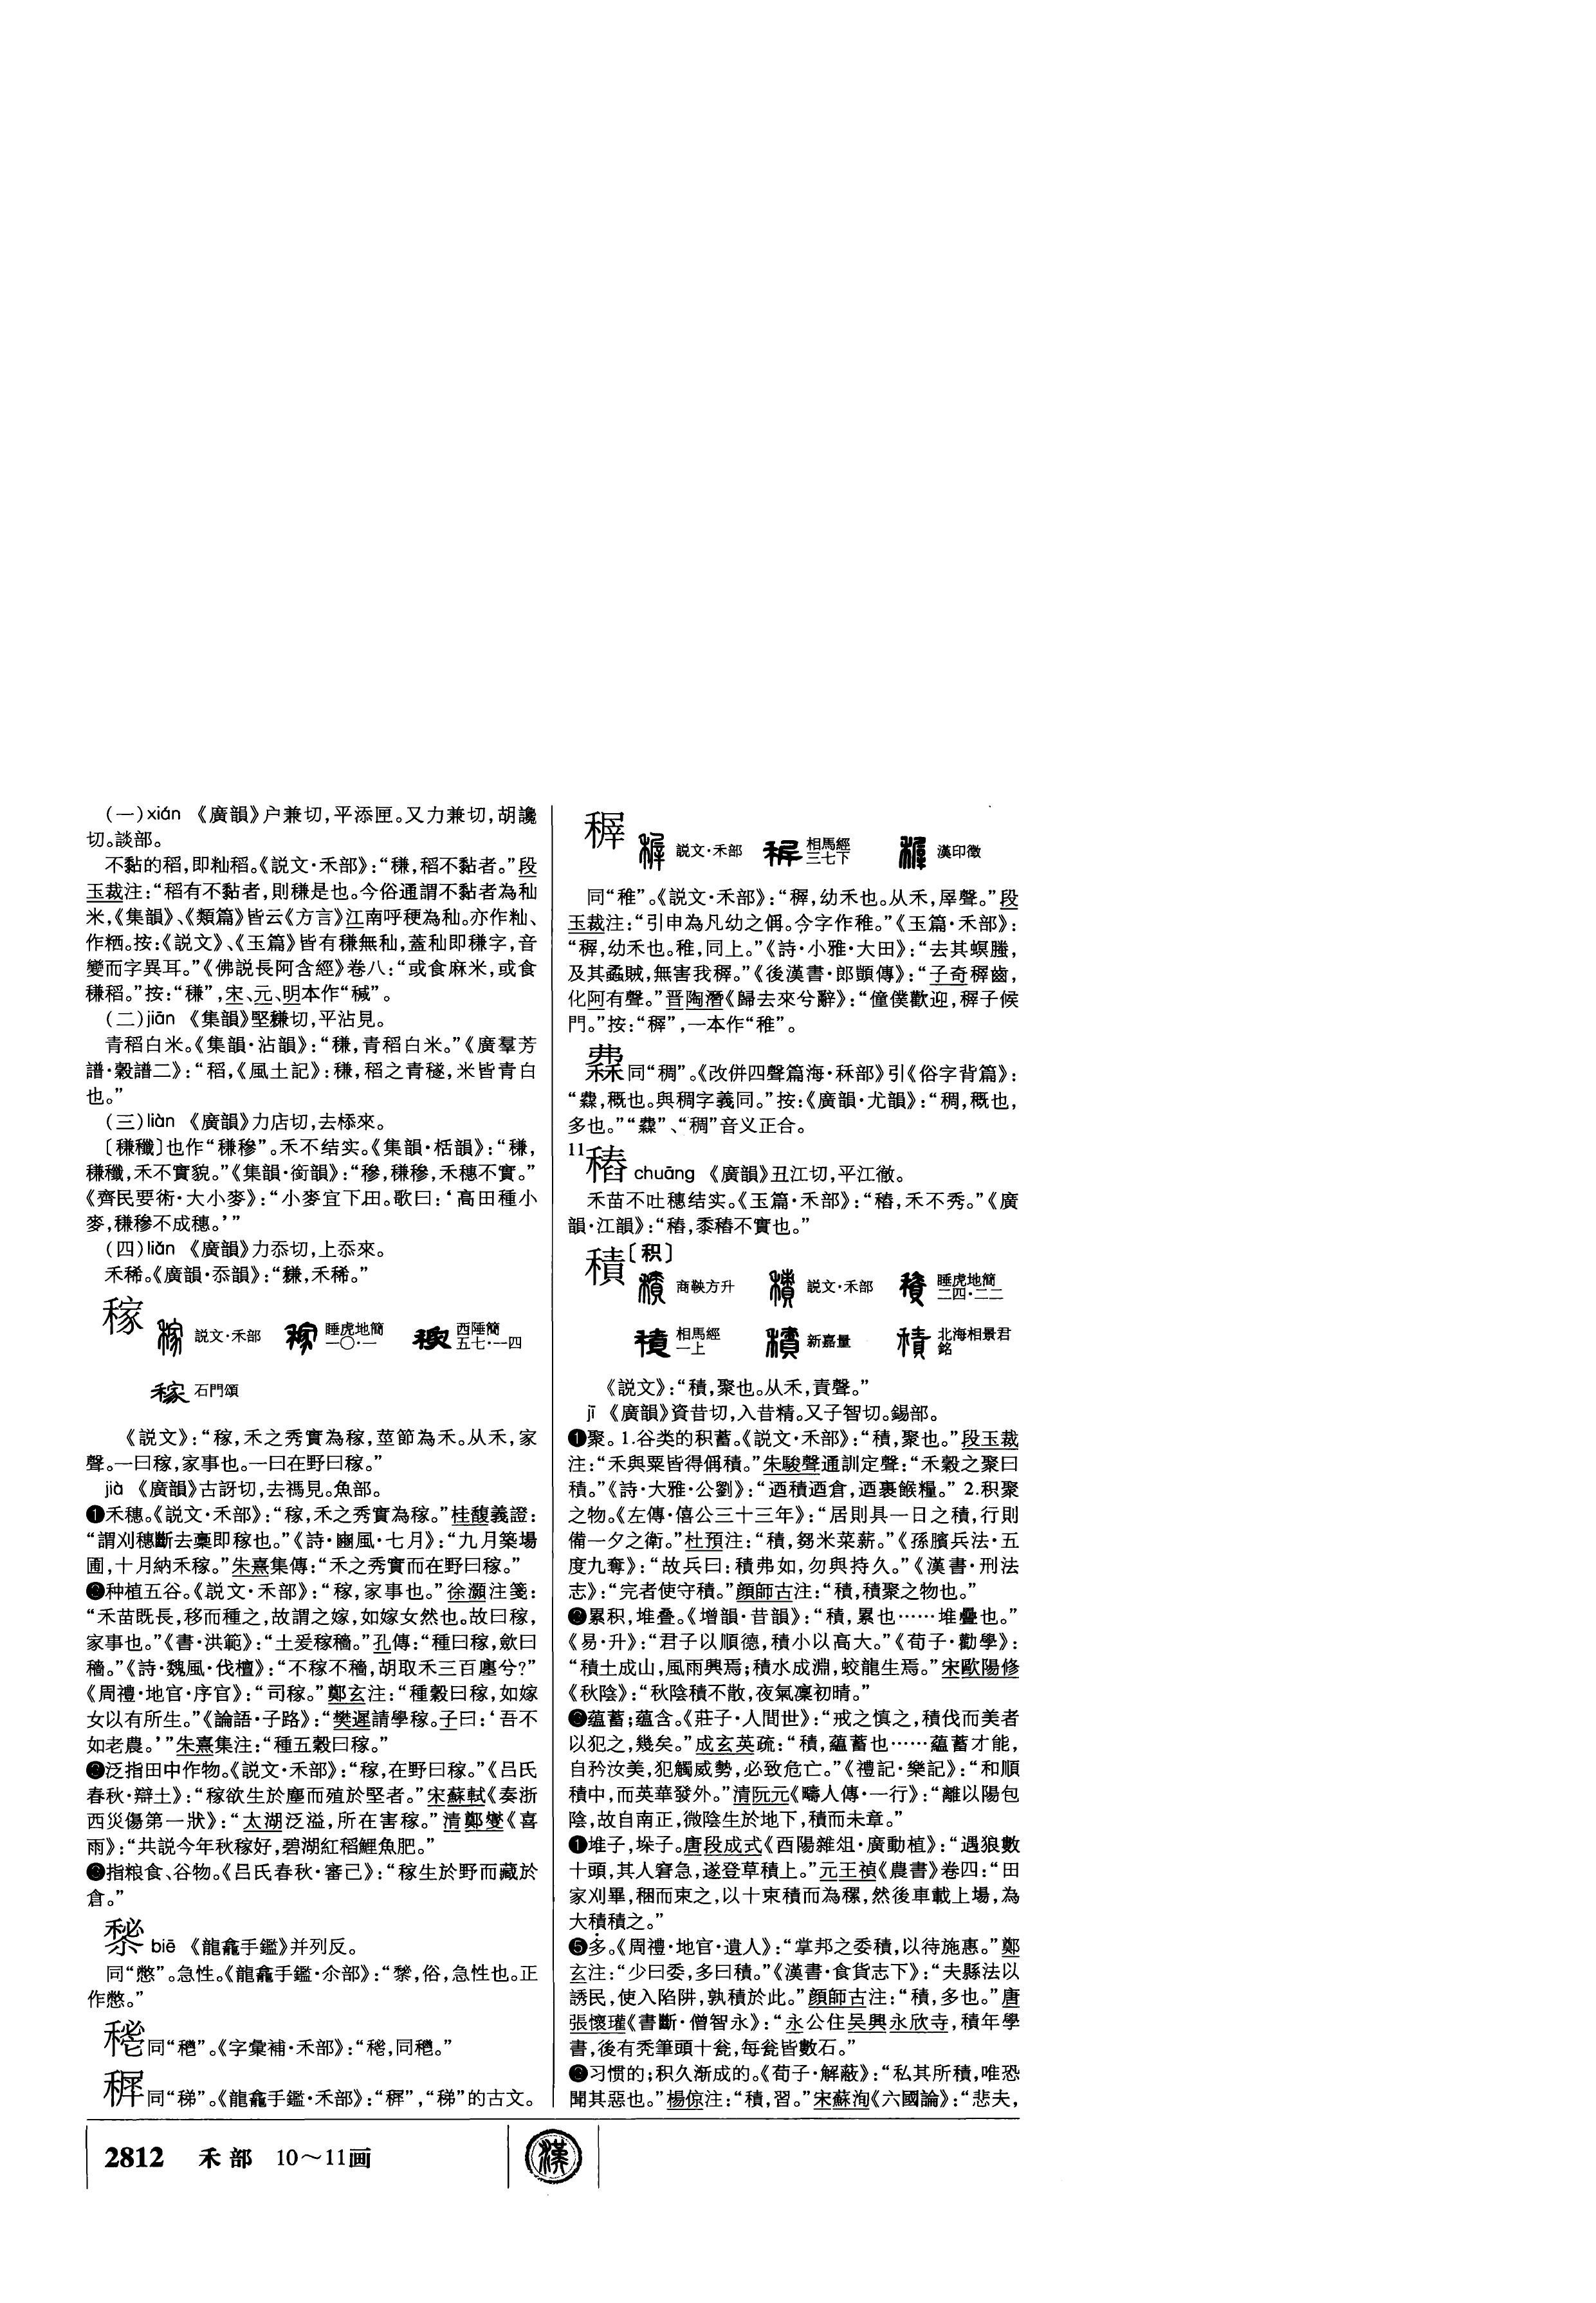 (一)xián 《廣韻》户兼切,平添匣。又力兼切,胡讒
切。談部。
不黏的稻,即籼稻。《説文·禾部》:“稴,稻不黏者。”段
玉裁注:“稻有不黏者,則稴是也。今俗通謂不黏者為秈
米,《集韻》、《類篇》皆云《方言》江南呼稉為秈。亦作籼、
作粞。按:《説文》、《玉篇》皆有稴無秈,蓋秈即稴字,音
變而字異耳。”《佛説長阿含經》卷八:“或食麻米,或食
稴稻。”按:“稴”,宋、元、明本作“稢”。
(二)jiān 《集韻》堅嫌切,平沾見。
青稻白米。《集韻·沾韻》:“稴,青稻白米。”《廣羣芳
譜·穀譜二》:“稻,《風土記》:稴,稻之青穟,米皆青白
也。”
(三)liàn 《廣韻》力店切,去㮇來。
〔稴䅼〕也作“稴穇”。禾不结实。《集韻·栝韻》:“稴,
稴䅼,禾不實貌。”《集韻·銜韻》:“穇,稴穇,禾穗不實。”
《齊民要術·大小麥》:“小麥宜下田。歌曰:‘高田種小
麥,稴穇不成穗。’”
(四)liǎn 《廣韻》力忝切,上忝來。
禾稀。《廣韻·忝韻》:“稴,禾稀。”
稼 説文·禾部 睡虎地簡一〇·一 西陲簡五七·一四
石門頌
《説文》:“稼,禾之秀實為稼,莖節為禾。从禾,家
聲。一曰稼,家事也。一曰在野曰稼。”
jià 《廣韻》古訝切,去禡見。魚部。
❶禾穗。《説文·禾部》:“稼,禾之秀實為稼。”桂馥義證:
“謂刈穗斷去稾即稼也。”《詩·豳風·七月》:“九月築場
圃,十月納禾稼。”朱熹集傳:“禾之秀實而在野曰稼。”
种植五谷。《説文·禾部》:“稼,家事也。”徐灝注箋:
“禾苗既長,移而種之,故謂之嫁,如嫁女然也。故曰稼,
家事也。”《書·洪範》:“土爰稼穡。”孔傳:“種曰稼,斂曰
穡。”《詩·魏風·伐檀》:“不稼不穡,胡取禾三百廛兮?”
《周禮·地官·序官》:“司稼。”鄭玄注:“種穀曰稼,如嫁
女以有所生。”《論語·子路》:“樊遲請學稼。子曰:‘吾不
如老農。’”朱熹集注:“種五穀曰稼。”
泛指田中作物。《説文·禾部》:“稼,在野曰稼。”《吕氏
春秋·辯土》:“稼欲生於塵而殖於堅者。”宋蘇軾《奏浙
西災傷第一狀》:“太湖泛溢,所在害稼。”清鄭燮《喜
雨》:“共説今年秋稼好,碧湖紅稻鯉魚肥。”
指粮食、谷物。《吕氏春秋·審己》:“稼生於野而藏於
倉。”
biē 《龍龕手鑑》并列反。
同“憋”。急性。《龍龕手鑑·尒部》:“,俗,急性也。正
作憋。”
同“穮”。《字彙補·禾部》:“,同。”
同“稊”。《龍龕手鑑·禾部》:“”,“稊”的古文。
稺 説文·禾部 相馬經三七下 漢印徵
同“稚”。《説文·禾部》:“稺,幼禾也。从禾,屖聲。”段
玉裁注:“引申為凡幼之偁。今字作稚。”《玉篇·禾部》:
“稺,幼禾也。稚,同上。”《詩·小雅·大田》:“去其螟螣,
及其蟊賊,無害我稺。”《後漢書·郎顗傳》:“子奇稺齒,
化阿有聲。”晋陶潛《歸去來兮辭》:“僮僕歡迎,稺子候
門。”按:“稺”,一本作“稚”。
同“稠”。《改併四聲篇海·秝部》引《俗字背篇》:
“,概也。與稠字義同。”按:《廣韻·尤韻》:“稠,概也,
多也。”“”、“稠”音义正合。
11
䅃 chuāng 《廣韻》丑江切,平江徹。
禾苗不吐穗结实。《玉篇·禾部》:“,禾不秀。”《廣
韻·江韻》:“,黍不實也。”
積〔积〕
商鞅方升 説文·禾部 睡虎地簡二四·二二
相馬經一上 新嘉量 北海相景君銘
《説文》:“積,聚也。从禾,責聲。”
jī 《廣韻》資昔切,入昔精。又子智切。錫部。
❶聚。1.谷类的积蓄。《説文·禾部》:“積,聚也。”段玉裁
注:“禾與粟皆得偁積。”朱駿聲通訓定聲:“禾穀之聚曰
積。”《詩·大雅·公劉》:“迺積迺倉,迺裹餱糧。” 2.积聚
之物。《左傳·僖公三十三年》:“居則具一日之積,行則
備一夕之衛。”杜預注:“積,芻米菜薪。”《孫臏兵法·五
度九奪》:“故兵曰:積弗如,勿與持久。”《漢書·刑法
志》:“完者使守積。”顔師古注:“積,積聚之物也。”
累积,堆叠。《增韻·昔韻》:“積,累也……堆疊也。”
《易·升》:“君子以順德,積小以高大。”《荀子·勸學》:
“積土成山,風雨興焉;積水成淵,蛟龍生焉。”宋歐陽修
《秋陰》:“秋陰積不散,夜氣凜初晴。”
蕴蓄;蕴含。《莊子·人間世》:“戒之慎之,積伐而美者
以犯之,幾矣。”成玄英疏:“積,藴蓄也……藴蓄才能,
自矜汝美,犯觸威勢,必致危亡。”《禮記·樂記》:“和順
積中,而英華發外。”清阮元《疇人傳·一行》:“離以陽包
陰,故自南正,微陰生於地下,積而未章。”
❶堆子,垛子。唐段成式《酉陽雜俎·廣動植》:“遇狼數
十頭,其人窘急,遂登草積上。”元王禎《農書》卷四:“田
家刈畢,稇而束之,以十束積而為穋,然後車載上場,為
大積積之。”
❺多。《周禮·地官·遺人》:“掌邦之委積,以待施惠。”鄭
玄注:“少曰委,多曰積。”《漢書·食貨志下》:“夫縣法以
誘民,使入陷阱,孰積於此。”顔師古注:“積,多也。”唐
張懷瓘《書斷·僧智永》:“永公住吴興永欣寺,積年學
書,後有秃筆頭十瓮,每瓮皆數石。”
习惯的;积久渐成的。《荀子·解蔽》:“私其所積,唯恐
聞其惡也。”楊倞注:“積,習。”宋蘇洵《六國論》:“悲夫,
2812 禾部 10～11画
漢